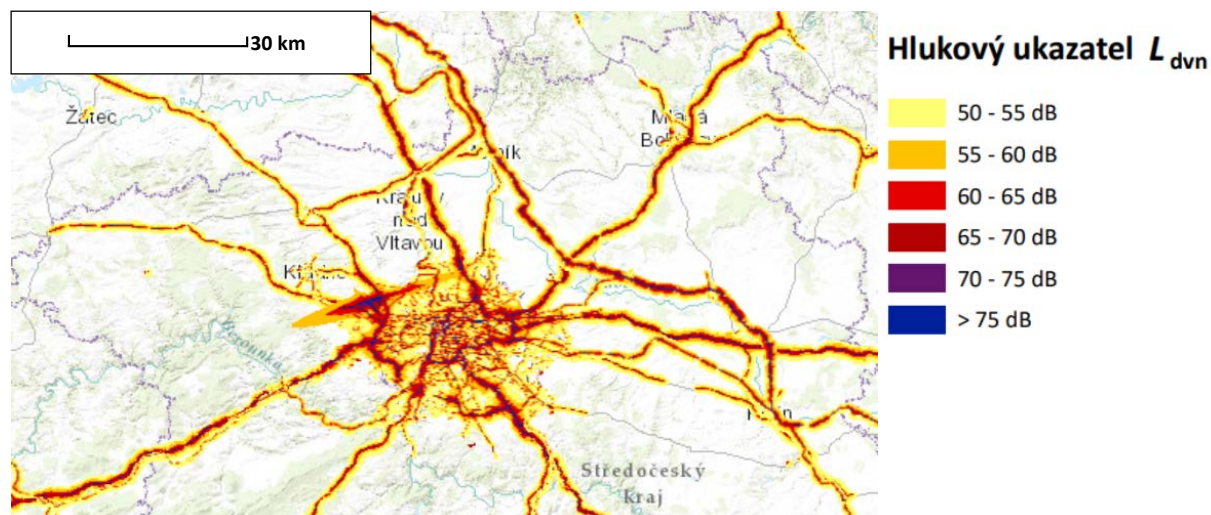 30 km
Hlukový ukazatel L dvn
50 - 55 dB
55 - 60 dB
60 - 65 dB
65 - 70 dB
70 - 75 dB
> 75 dB
Žatec
Mladá
nad
Vltavou
Středočeský
kraj